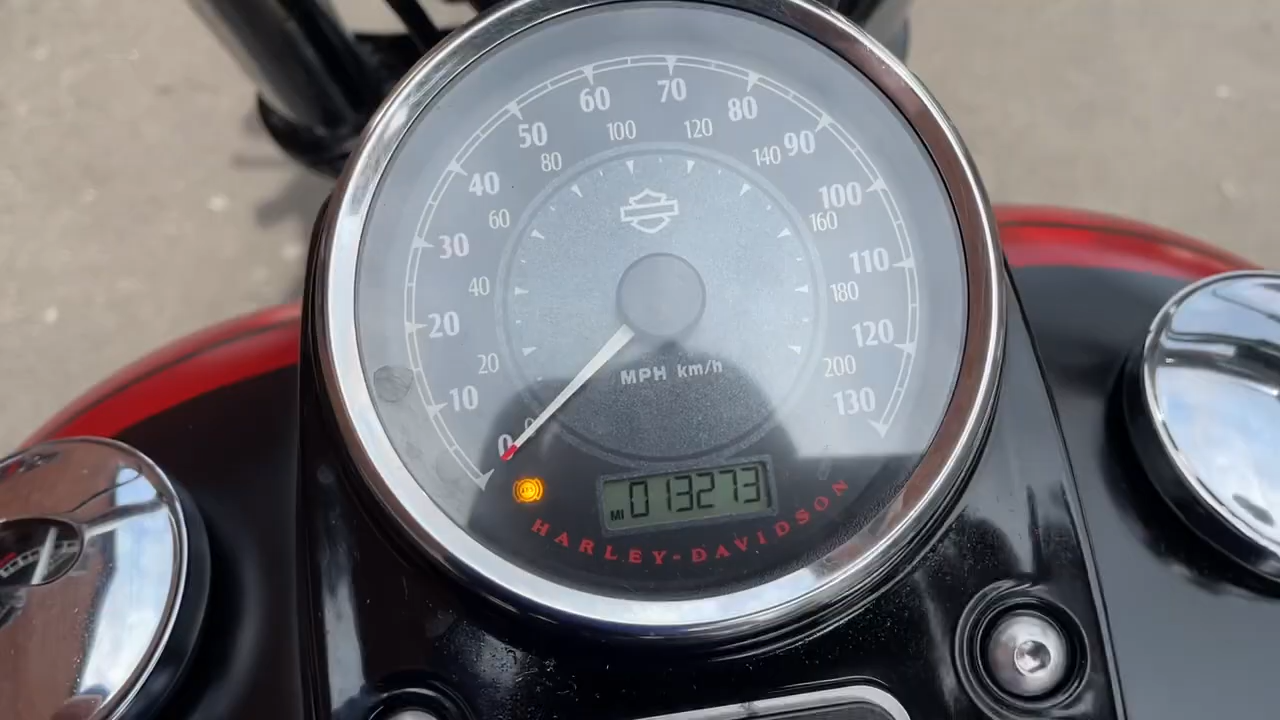 0 10 20 30 40 50 60 70 80 90 100 110 120 130
20 40 60 80 100 120 140 160 180 200
MPH km/h
ABS
MI 013273
HARLEY-DAVIDSON